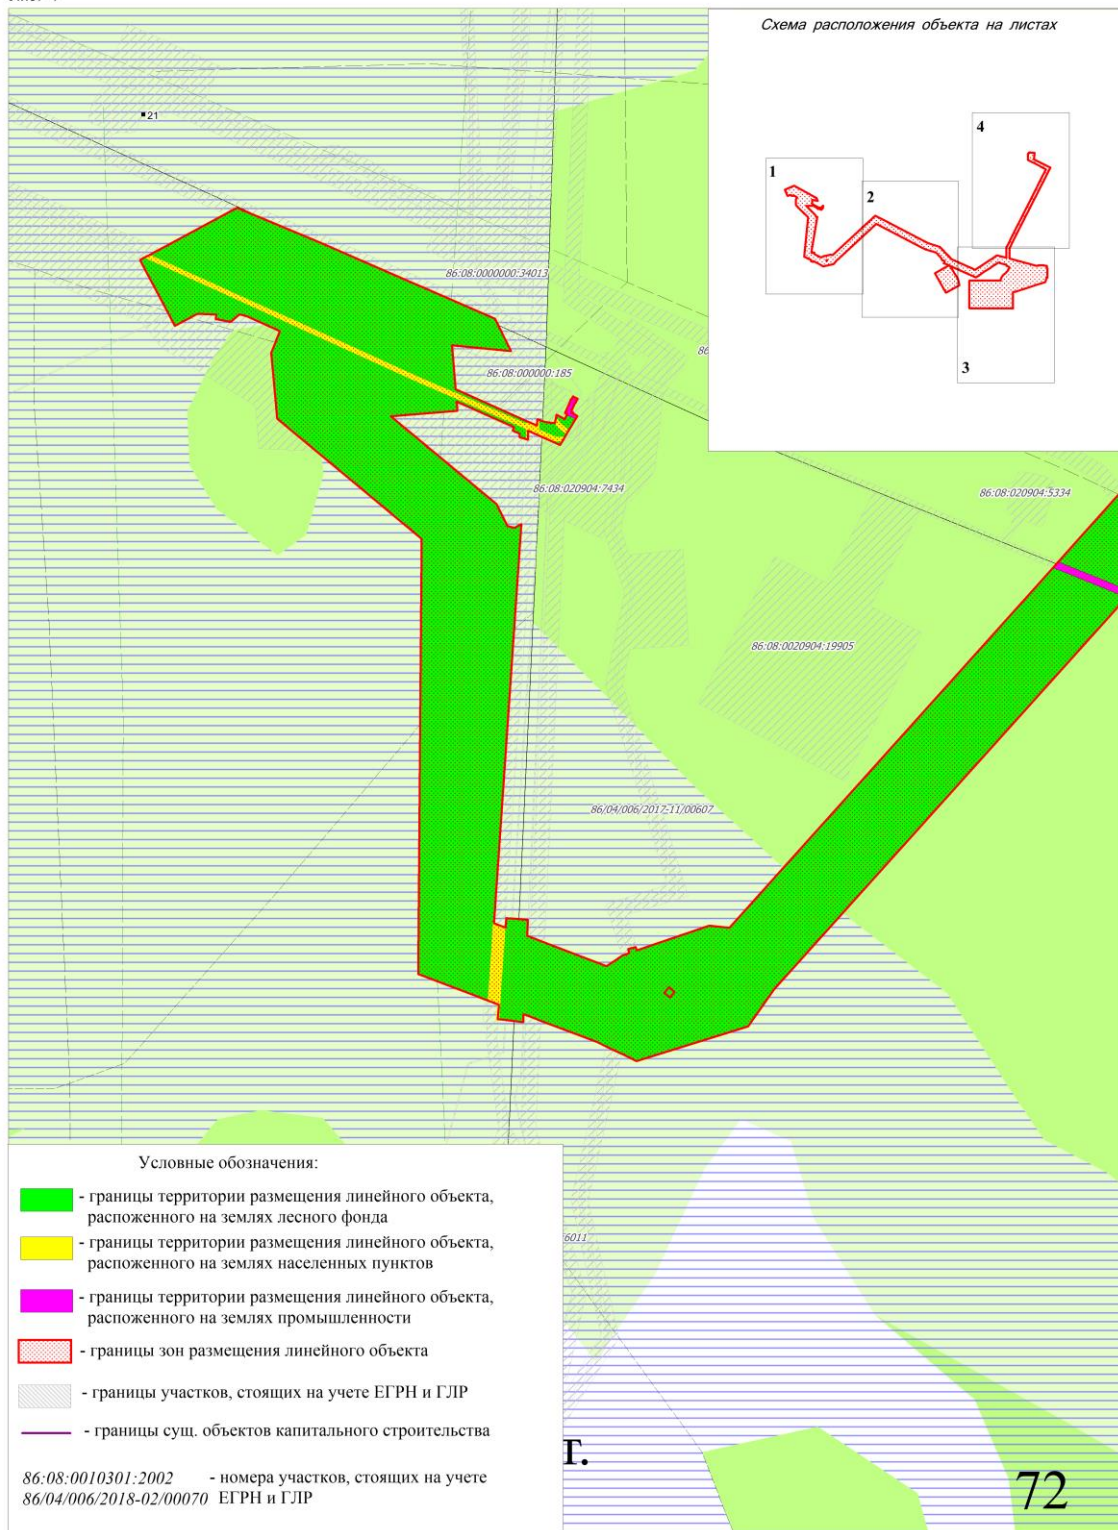 Схема расположения объекта на листах
4
1
2
3
21
86:08:0000000:34013
86
86:08:000000:185
86:08:020904:7434
86:08:020904:5334
86:08:0020904:19905
86/04/006/2017-11/00607
Условные обозначения:
- границы территории размещения линейного объекта,
распоженного на землях лесного фонда
- границы территории размещения линейного объекта,
распоженного на землях населенных пунктов
6011
- границы территории размещения линейного объекта,
распоженного на землях промышленности
- границы зон размещения линейного объекта
- границы участков, стоящих на учете ЕГРН и ГЛР
- границы сущ. объектов капитального строительства
г.
86:08:0010301:2002 - номера участков, стоящих на учете
86/04/006/2018-02/00070 ЕГРН и ГЛР
72